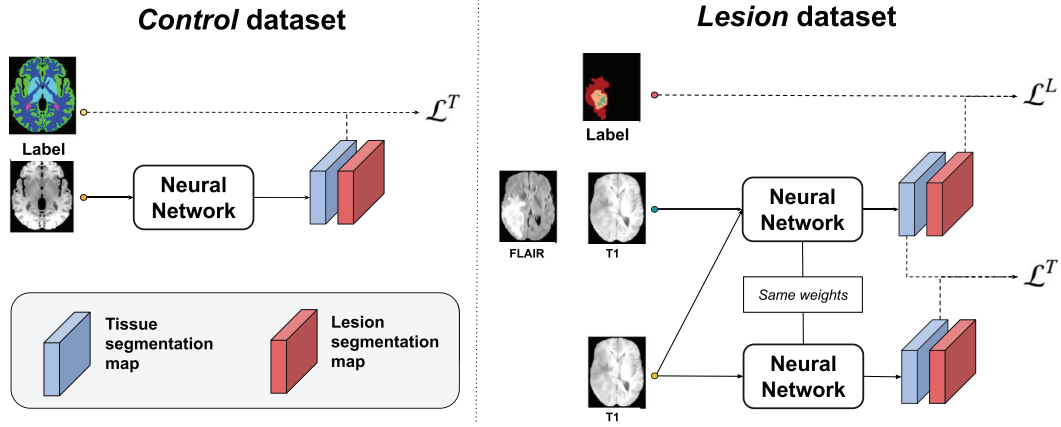 Control dataset
Label
Neural
Network
ℒ^T
Tissue
segmentation
map
Lesion
segmentation
map
Lesion dataset
Label
ℒ^L
FLAIR
T1
Neural
Network
Same weights
ℒ^T
T1
Neural
Network